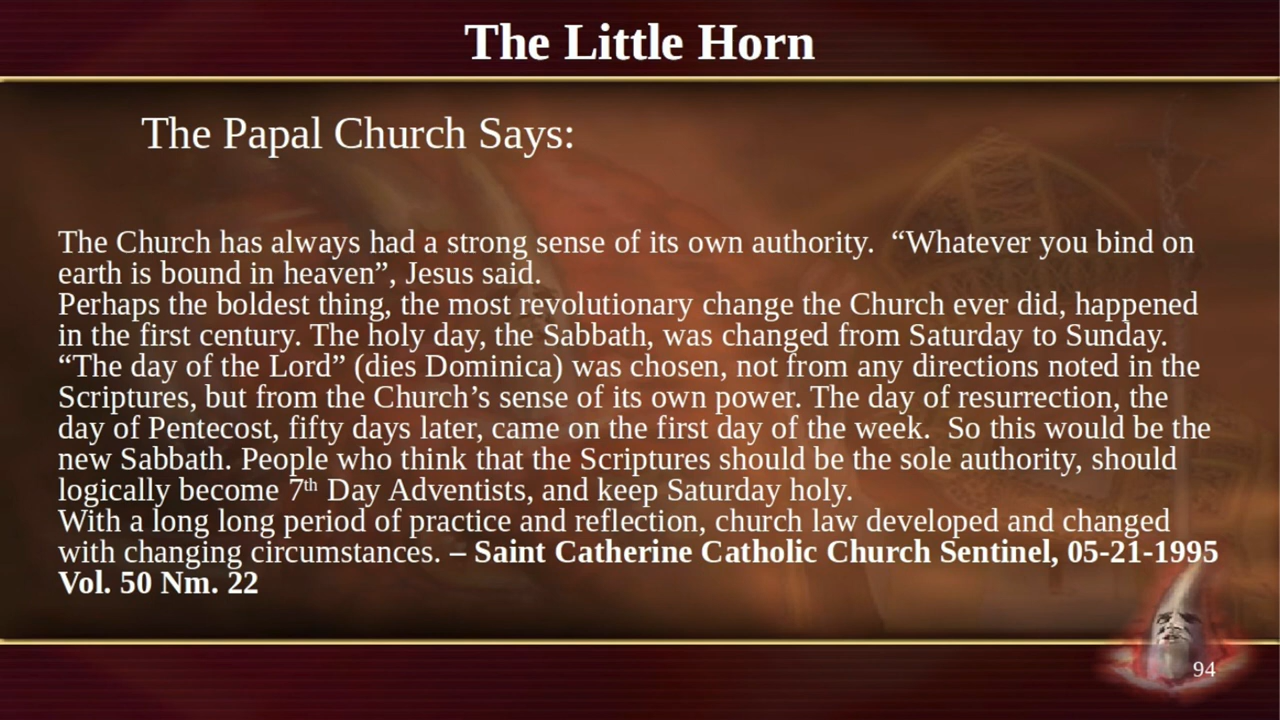 The Little Horn
The Papal Church Says:
The Church has always had a strong sense of its own authority.  “Whatever you bind on
earth is bound in heaven”, Jesus said.
Perhaps the boldest thing, the most revolutionary change the Church ever did, happened
in the first century. The holy day, the Sabbath, was changed from Saturday to Sunday.
“The day of the Lord” (dies Dominica) was chosen, not from any directions noted in the
Scriptures, but from the Church’s sense of its own power. The day of resurrection, the
day of Pentecost, fifty days later, came on the first day of the week.  So this would be the
new Sabbath. People who think that the Scriptures should be the sole authority, should
logically become 7th Day Adventists, and keep Saturday holy.
With a long long period of practice and reflection, church law developed and changed
with changing circumstances. – Saint Catherine Catholic Church Sentinel, 05-21-1995
Vol. 50 Nm. 22
94